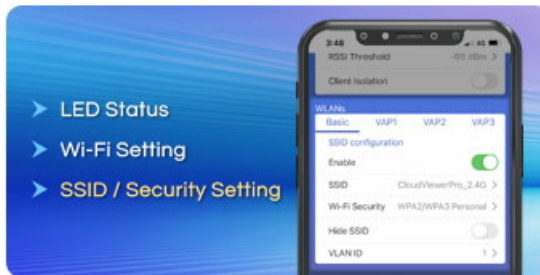 LED Status
Wi-Fi Setting
SSID / Security Setting
3:48
4G
RSSI Threshold -95 dBm >
Client Isolation
WLANs
Basic VAP1 VAP2 VAP3
SSID configuration
Enable
SSID CloudViewerPro_2.4G >
Wi-Fi Security WPA2/WPA3 Personal >
Hide SSID
VLAN ID 1 >